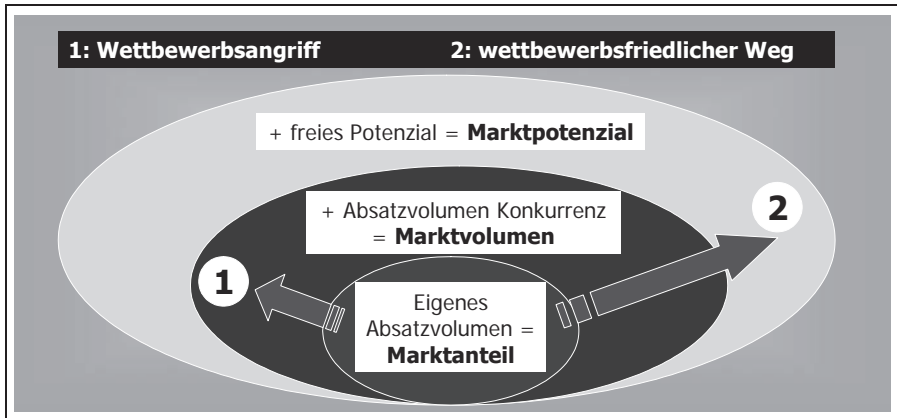 1: Wettbewerbsangriff 2: wettbewerbsfriedlicher Weg
+ freies Potenzial = Marktpotenzial
2
+ Absatzvolumen Konkurrenz
= Marktvolumen
1
Eigenes
Absatzvolumen =
Marktanteil